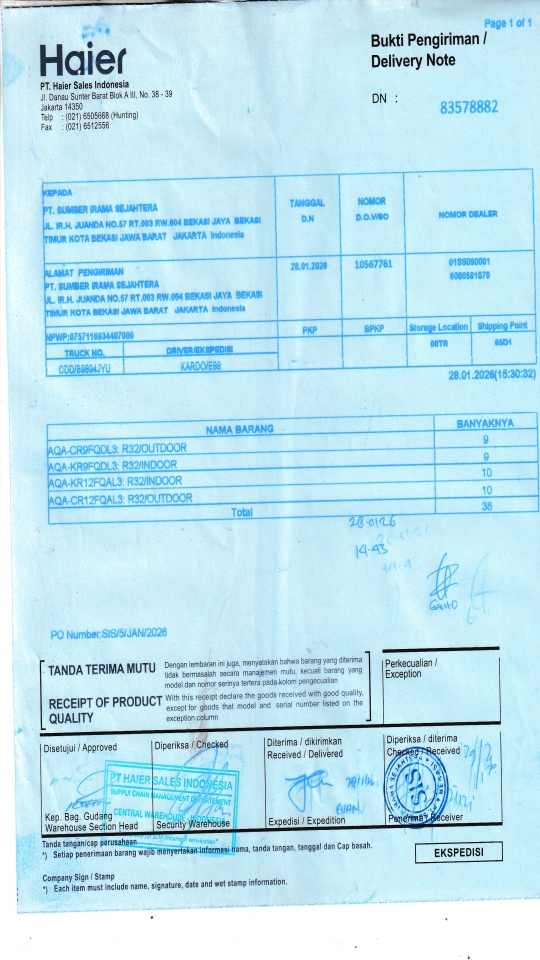 Page 1 of 1
Haier
Bukti Pengiriman /
Delivery Note
PT. Haier Sales Indonesia
Jl. Danau Sunter Barat Blok A III, No. 38 - 39
Jakarta 14350
Telp : (021) 6505668 (Hunting)
Fax : (021) 6512556
DN : 83578882
KEPADA
PT. SUMBER IRAMA SEJAHTERA
JL. IR.H. JUANDA NO.57 RT.003 RW.004 BEKASI JAYA BEKASI
TIMUR KOTA BEKASI JAWA BARAT JAKARTA Indonesia
TANGGAL
D.N
NOMOR
D.O.V/SO
NOMOR DEALER
ALAMAT PENGIRIMAN
PT. SUMBER IRAMA SEJAHTERA
JL. IR.H. JUANDA NO.57 RT.003 RW.004 BEKASI JAYA BEKASI
TIMUR KOTA BEKASI JAWA BARAT JAKARTA Indonesia
28.01.2026
10567761
NPWP:0757116934407000
PKP
BPKP
Storege Location
Shipping Point
00TR
TRUCK NO.
DRIVER/EKSPEDISI
KARDO/E88
28.01.2026(15:30:32)
NAMA BARANG
BANYAKNYA
AQA-CR9FQDL3: R32/OUTDOOR 9
AQA-KR9FQDL3: R32/INDOOR 9
AQA-KR12FQAL3: R32/INDOOR 10
AQA-CR12FQAL3: R32/OUTDOOR 10
Total 38
28-0126
14-43
PO Number:SIS/5/JAN/2026
TANDA TERIMA MUTU
Dengan lembaran ini juga, menyatakan bahwa barang yang diterima
tidak bermasalah secara manajemen mutu, kecuali barang yang
model dan nomor serinya tertera pada kolom pengecualian
RECEIPT OF PRODUCT
QUALITY
With this receipt declare the goods received with good quality,
except for goods that model and serial number listed on the
exception column
Perkecualian /
Exception
Disetujui / Approved
Diperiksa / Checked
Diterima / dikirimkan
Received / Delivered
Diperiksa / diterima
Checked / Received
PT HAIER SALES INDONESIA
SUPPLY CHAIN MANAGEMENT DEPARTEMENT
CENTRAL WAREHOUSE
SIS
EVAN
Kep. Bag. Gudang
Warehouse Section Head
Security Warehouse
Expedisi / Expedition
Penerima / Receiver
Tanda tangan/cap perusahaan
*) Setiap penerimaan barang wajib menyertakan Informasi nama, tanda tangan, tanggal dan Cap basah.
EKSPEDISI
Company Sign / Stamp
*) Each item must include name, signature, date and wet stamp information.